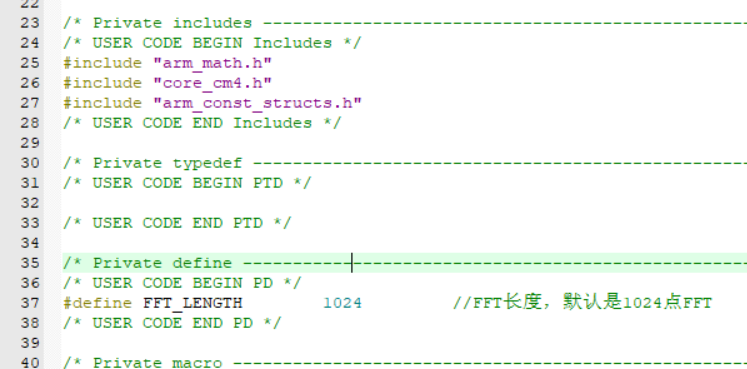 22
23 /* Private includes ----------------------------------------------------------
24 /* USER CODE BEGIN Includes */
25 #include "arm_math.h"
26 #include "core_cm4.h"
27 #include "arm_const_structs.h"
28 /* USER CODE END Includes */
29
30 /* Private typedef -----------------------------------------------------------
31 /* USER CODE BEGIN PTD */
32
33 /* USER CODE END PTD */
34
35 /* Private define ------------------------------------------------------------
36 /* USER CODE BEGIN PD */
37 #define FFT_LENGTH        1024         //FFT长度，默认是1024点FFT
38 /* USER CODE END PD */
39
40 /* Private macro -------------------------------------------------------------